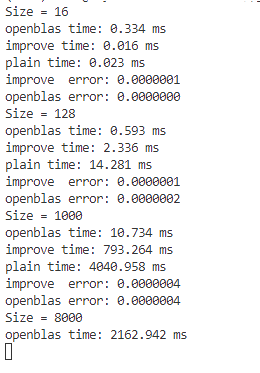 Size = 16
openblas time: 0.334 ms
improve time: 0.016 ms
plain time: 0.023 ms
improve  error: 0.0000001
openblas error: 0.0000000
Size = 128
openblas time: 0.593 ms
improve time: 2.336 ms
plain time: 14.281 ms
improve  error: 0.0000001
openblas error: 0.0000002
Size = 1000
openblas time: 10.734 ms
improve time: 793.264 ms
plain time: 4040.958 ms
improve  error: 0.0000004
openblas error: 0.0000004
Size = 8000
openblas time: 2162.942 ms